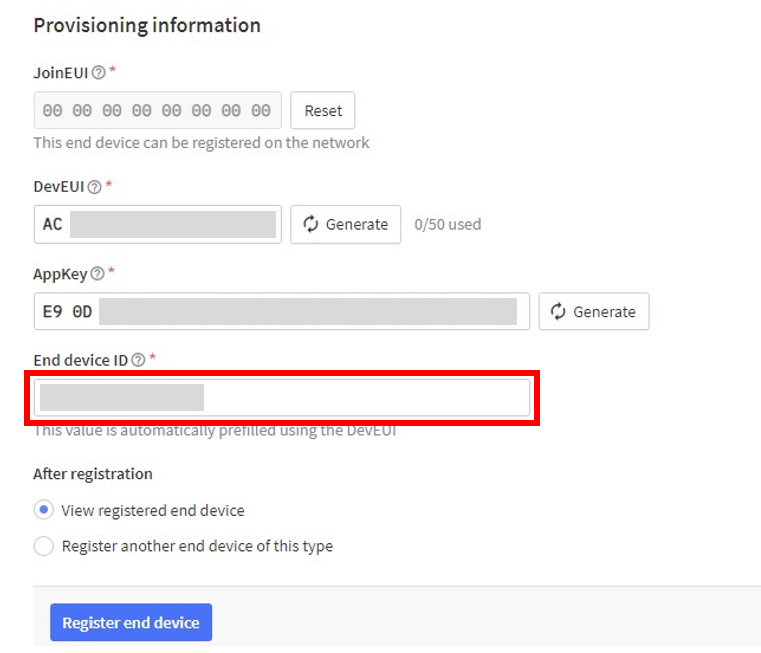 Provisioning information
JoinEUI *
00 00 00 00 00 00 00 00 Reset
This end device can be registered on the network
DevEUI *
AC Generate 0/50 used
AppKey *
E9 0D Generate
End device ID *
This value is automatically prefilled using the DevEUI
After registration
View registered end device
Register another end device of this type
Register end device